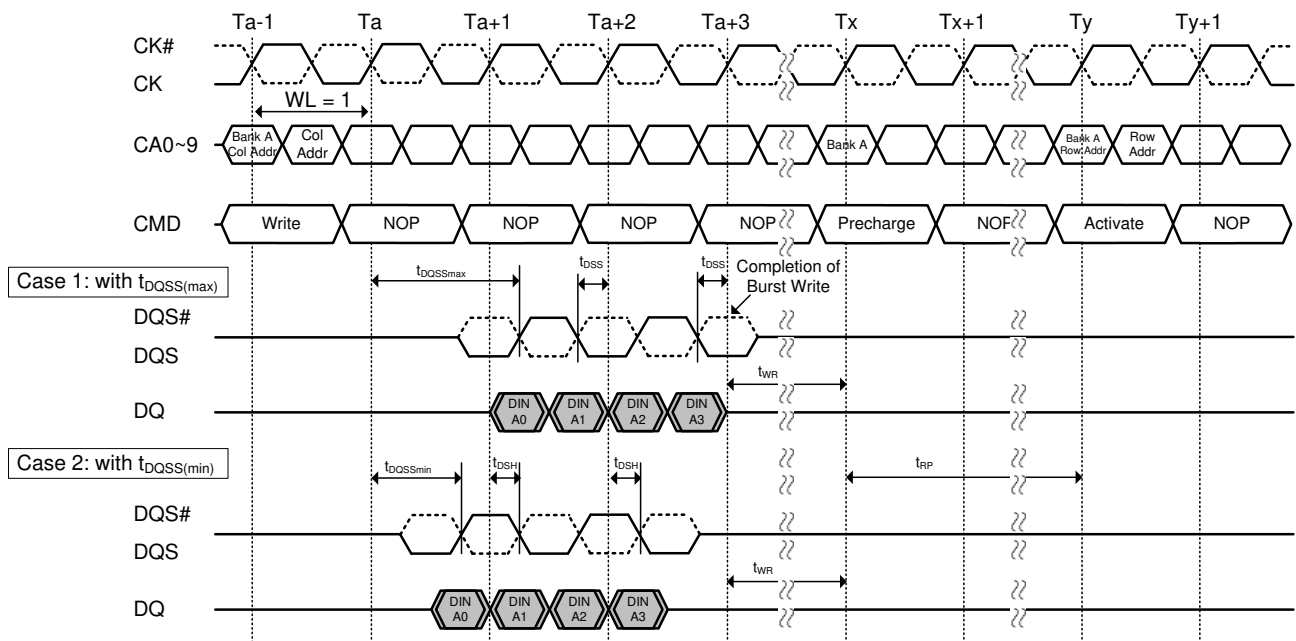 Ta-1 Ta Ta+1 Ta+2 Ta+3 Tx Tx+1 Ty Ty+1
CK#
CK
WL = 1
CA0~9
Bank A
Col Addr
Col
Addr
Bank A
Bank A
Row Addr
Row
Addr
CMD Write NOP NOP NOP NOP Precharge NOP Activate NOP
Case 1: with tDQSS(max)
tDQSSmax tDSS tDSS
Completion of
Burst Write
DQS#
DQS
tWR
DQ
DIN
A0
DIN
A1
DIN
A2
DIN
A3
Case 2: with tDQSS(min)
tDQSSmin tDSH tDSH tRP
DQS#
DQS
tWR
DQ
DIN
A0
DIN
A1
DIN
A2
DIN
A3